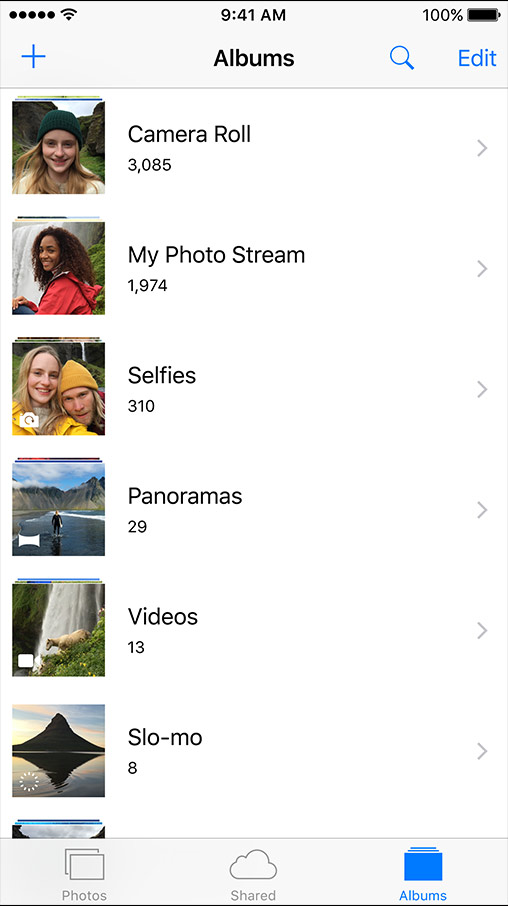 9:41 AM 100%
Albums Edit
Camera Roll
3,085
My Photo Stream
1,974
Selfies
310
Panoramas
29
Videos
13
Slo-mo
8
Photos Shared Albums